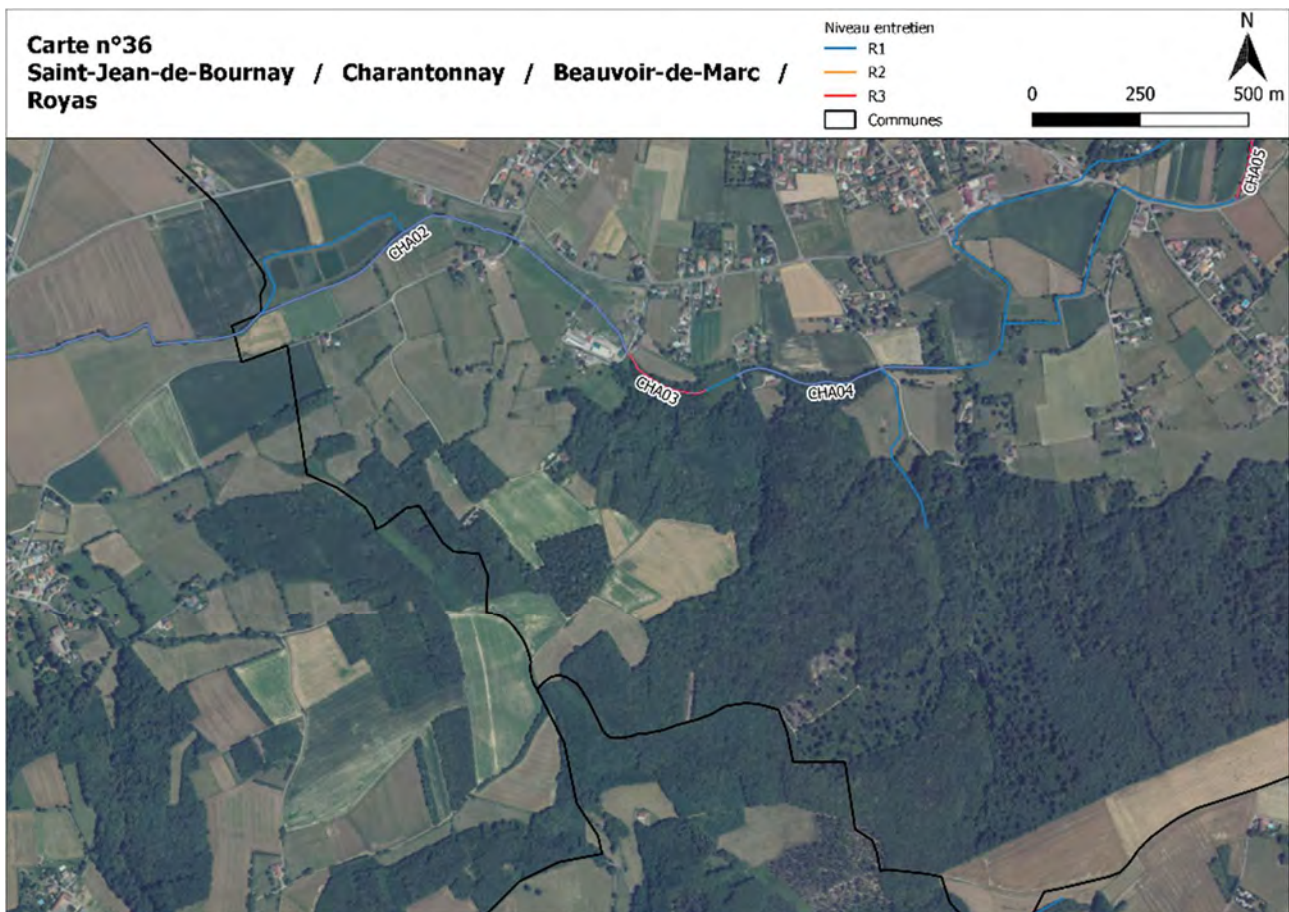 Carte n°36
Saint-Jean-de-Bournay / Charantonnay / Beauvoir-de-Marc /
Royas
Niveau entretien
R1
R2
R3
Communes
N
0 250 500 m
CHA05
CHA02
CHA03
CHA04